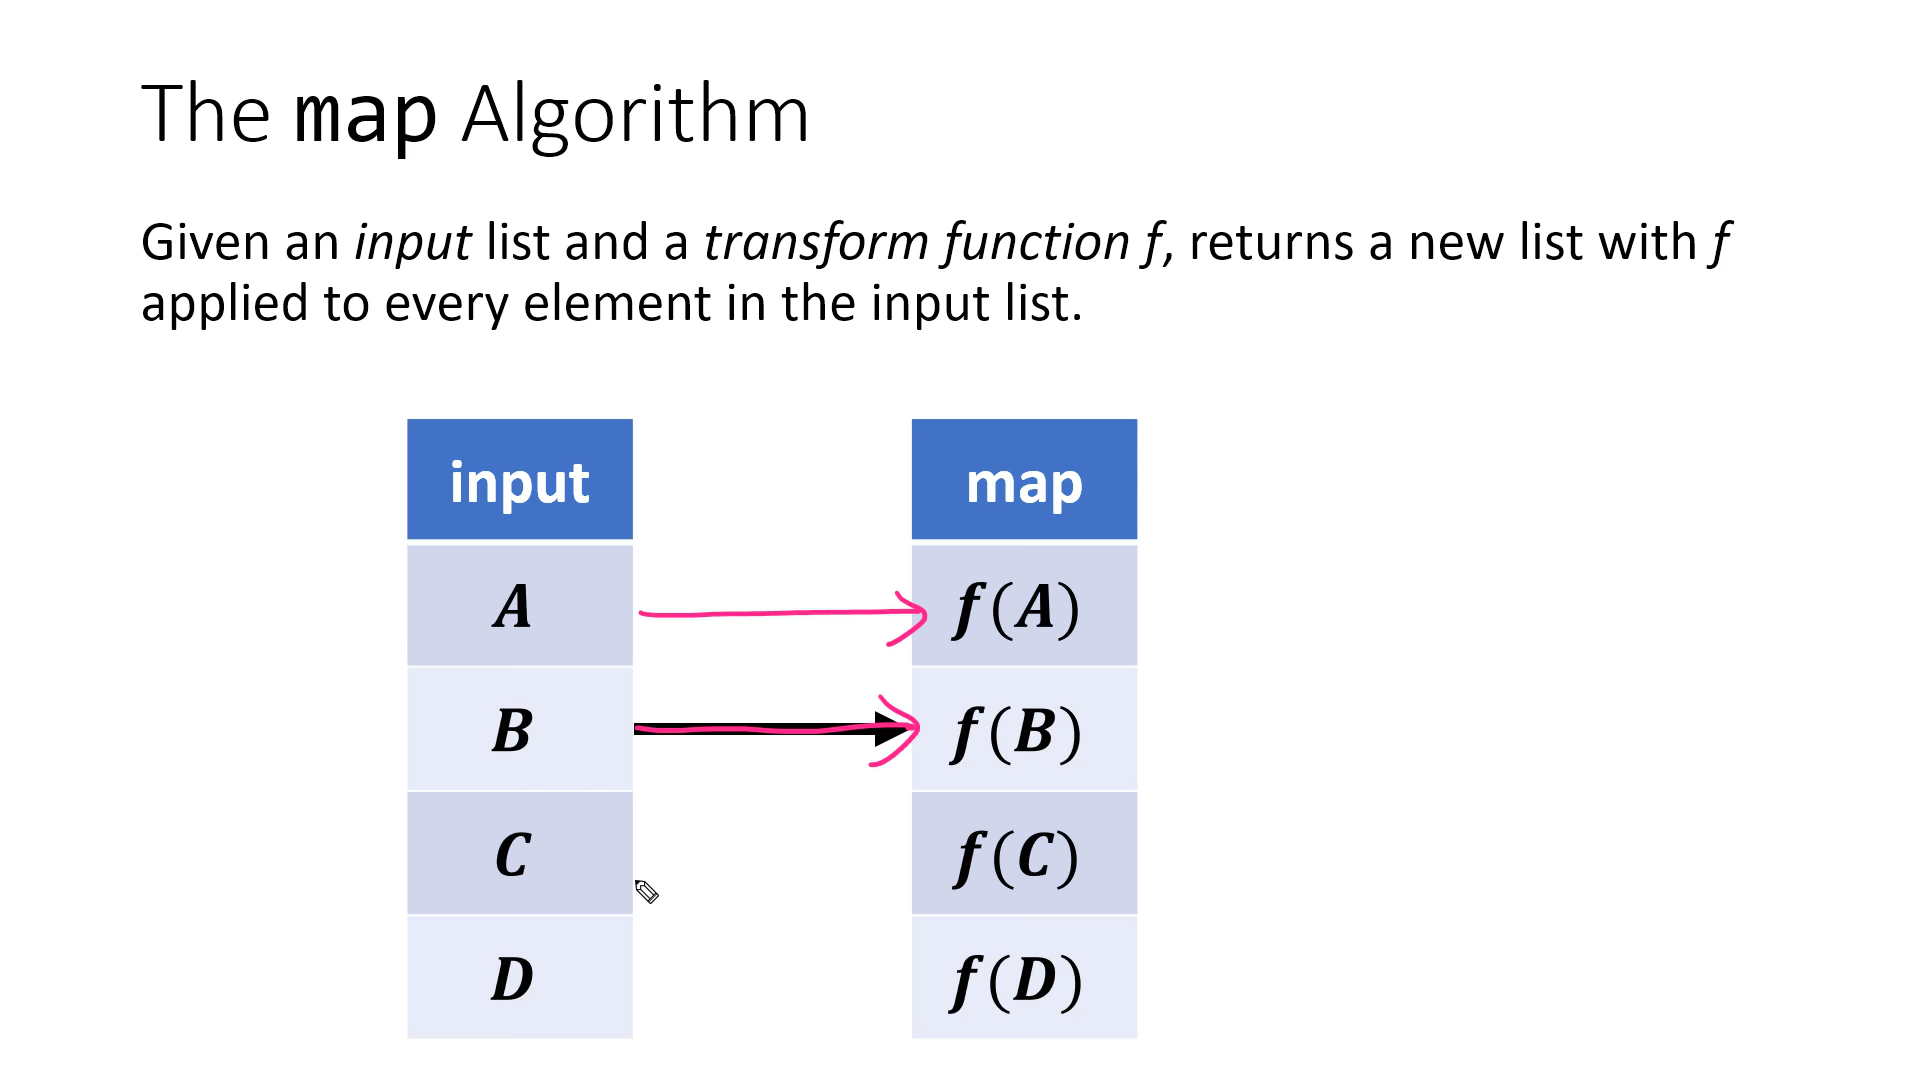 The map Algorithm
Given an input list and a transform function f, returns a new list with f
applied to every element in the input list.
input map
A f(A)
B f(B)
C f(C)
D f(D)